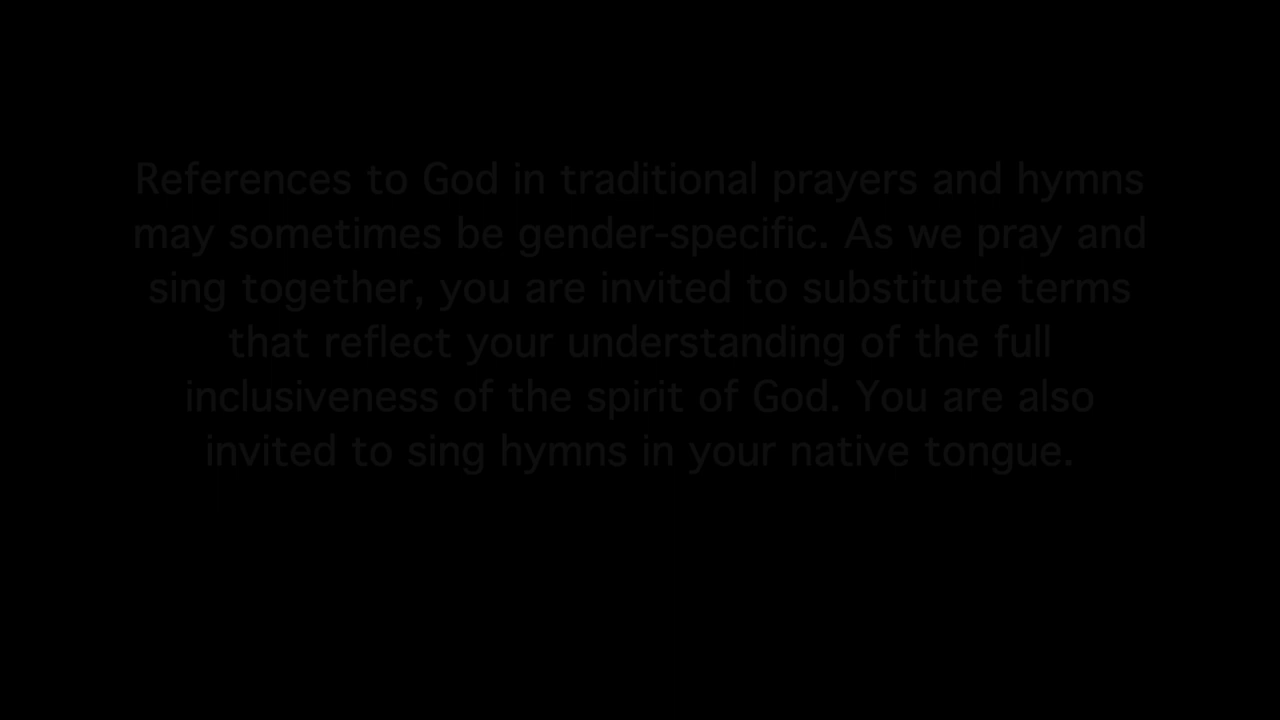 References to God in traditional prayers and hymns
may sometimes be gender-specific. As we pray and
sing together, you are invited to substitute terms
that reflect your understanding of the full
inclusiveness of the spirit of God. You are also
invited to sing hymns in your native tongue.